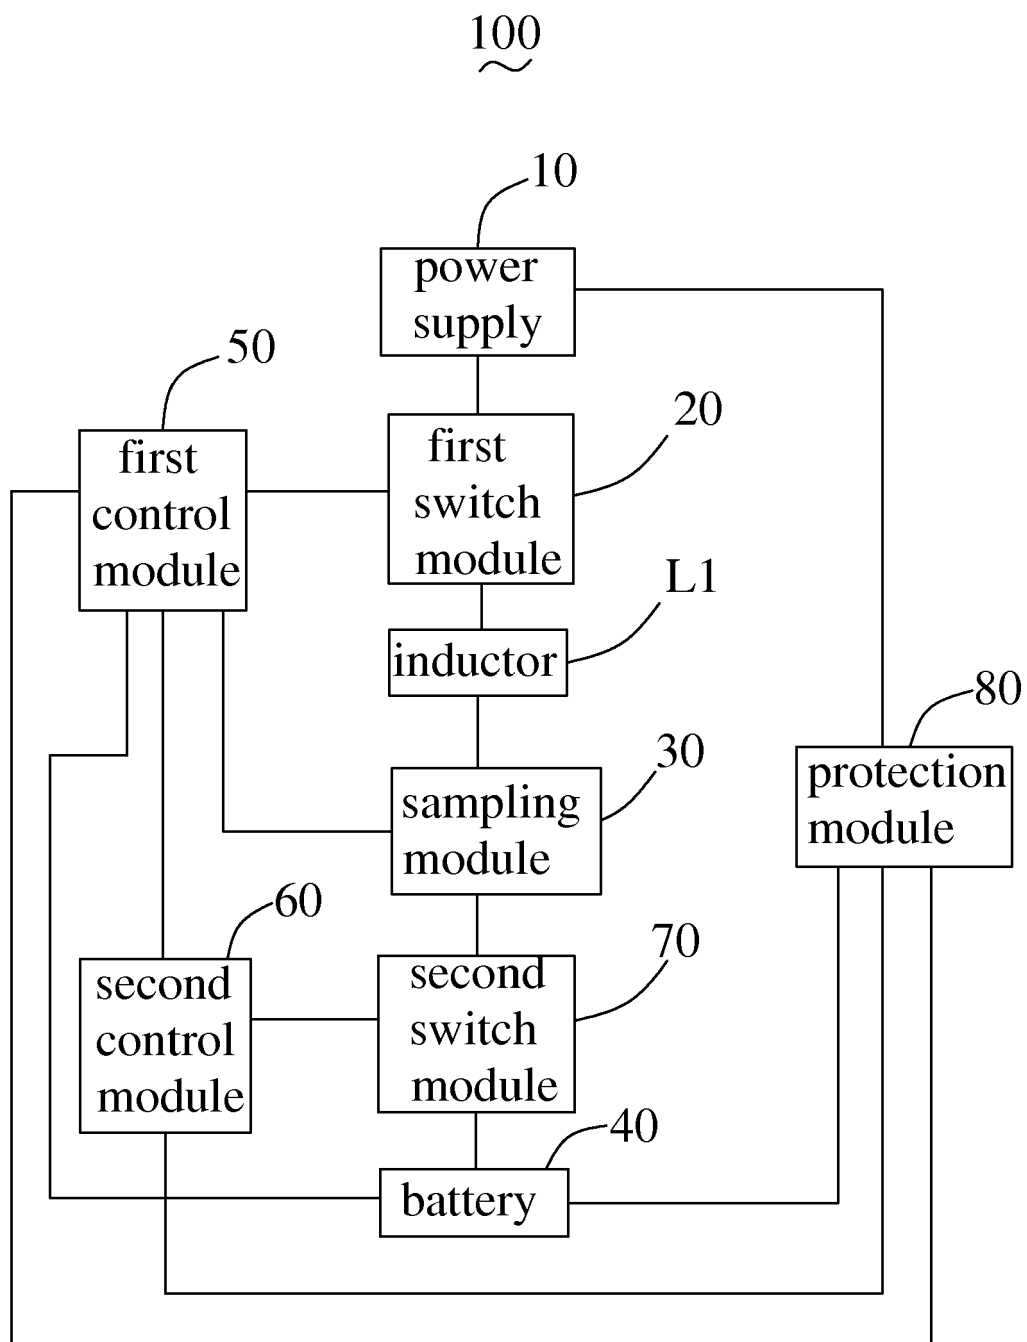 100
10
power
supply
50
20
first
control
module
first
switch
module
L1
inductor
80
30
protection
module
sampling
module
60
70
second
control
module
second
switch
module
40
battery